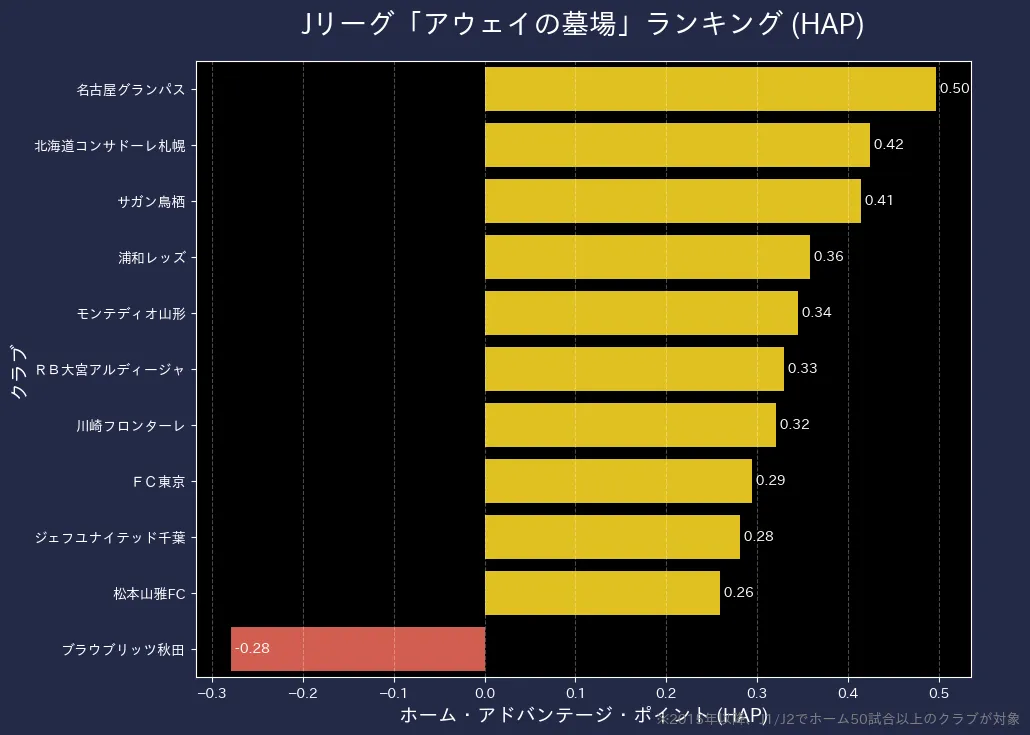 Jリーグ「アウェイの墓場」ランキング (HAP)
クラブ
名古屋グランパス 0.50
北海道コンサドーレ札幌 0.42
サガン鳥栖 0.41
浦和レッズ 0.36
モンテディオ山形 0.34
ＲＢ大宮アルディージャ 0.33
川崎フロンターレ 0.32
ＦＣ東京 0.29
ジェフユナイテッド千葉 0.28
松本山雅FC 0.26
ブラウブリッツ秋田 -0.28
−0.3 −0.2 −0.1 0.0 0.1 0.2 0.3 0.4 0.5
ホーム・アドバンテージ・ポイント (HAP)
※2015年以降、J1/J2でホーム50試合以上のクラブが対象